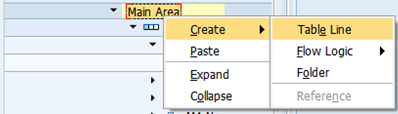 Main Area
Create
Table Line
Paste
Flow Logic
Expand
Folder
Collapse
Reference